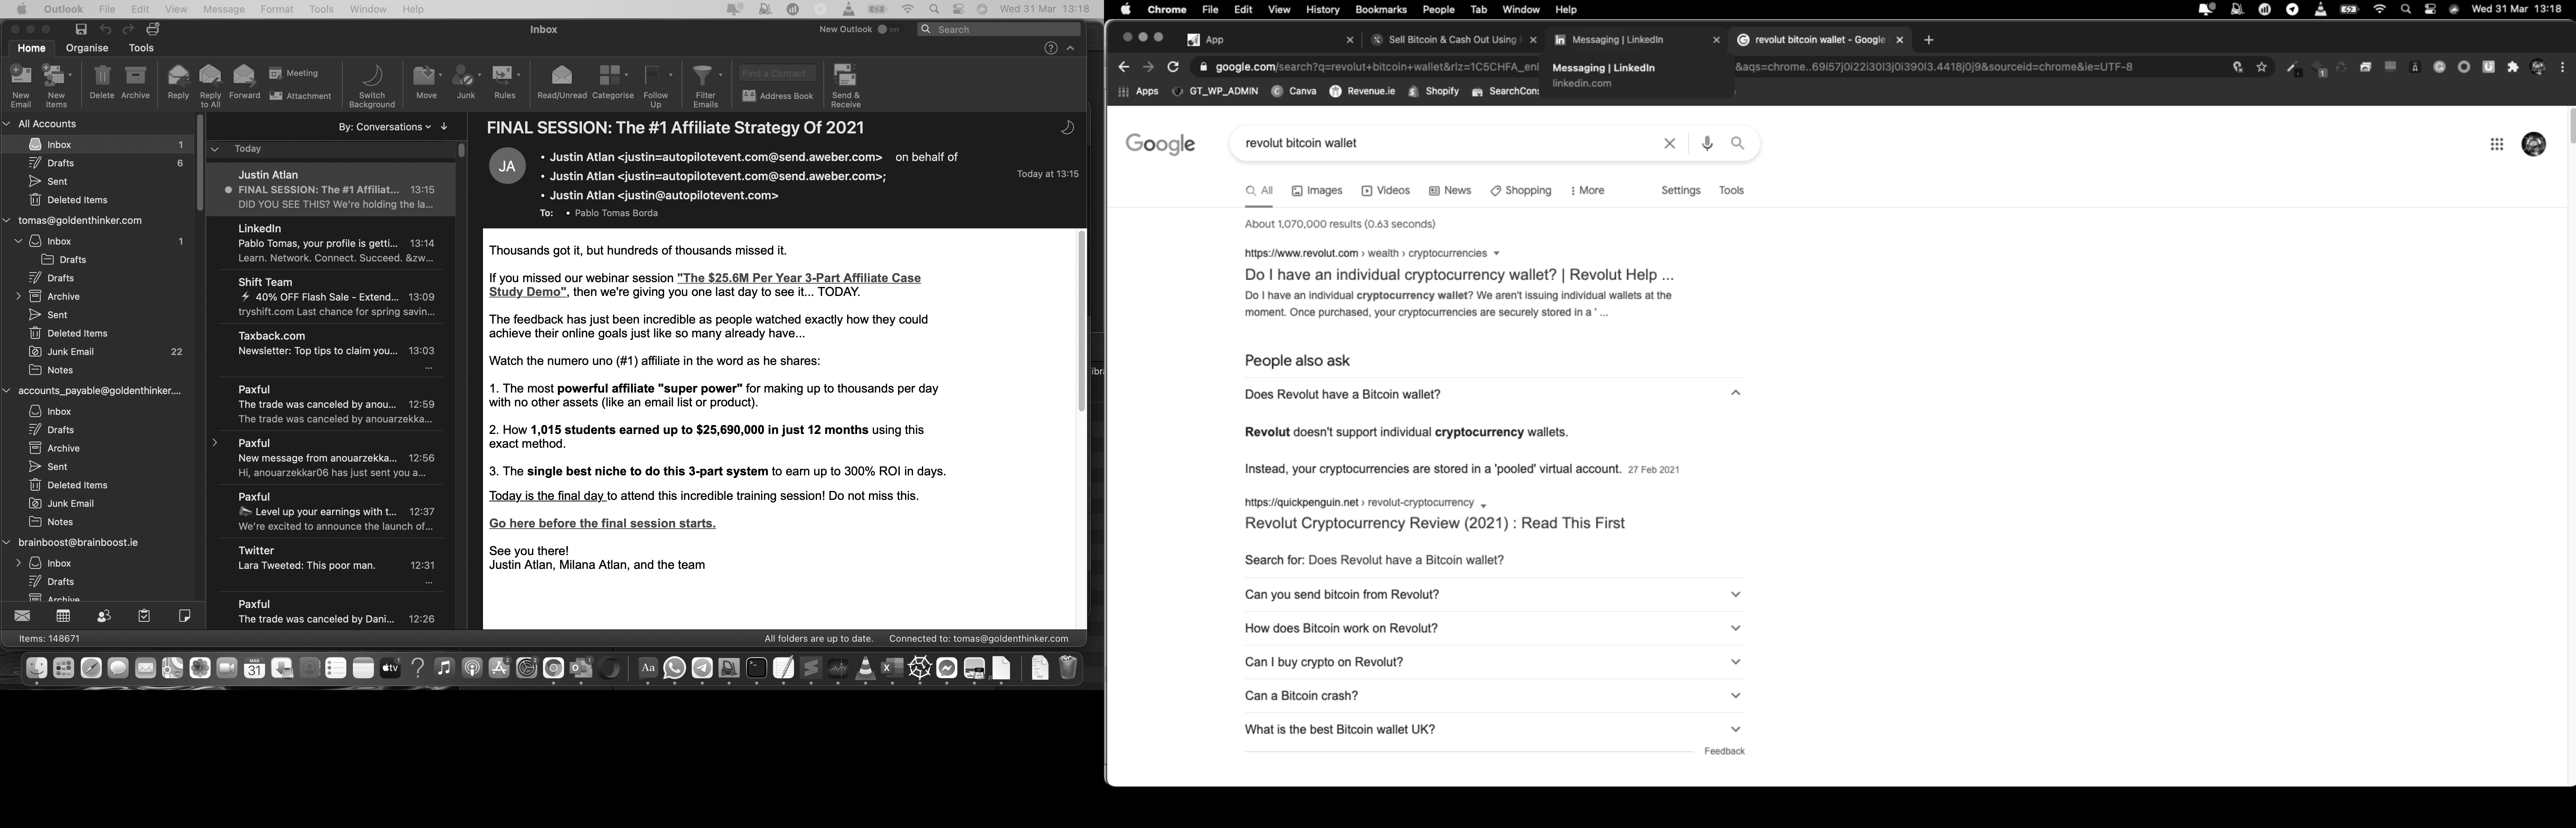 Outlook File Edit View Message Format Tools Window Help Wed 31 Mar 13:18
Inbox New Outlook Off Search
Home Organise Tools
New Email New Items Delete Archive Reply Reply to All Forward Meeting Attachment Switch Background Move Junk Rules Read/Unread Categorise Follow Up Filter Emails Find a Contact Address Book Send & Receive
All Accounts
Inbox 1
Drafts 6
Sent
Deleted Items
tomas@goldenthinker.com
Inbox 1
Drafts
Drafts
Archive
Sent
Deleted Items
Junk Email 22
Notes
accounts_payable@goldenthinker....
Inbox
Drafts
Archive
Sent
Deleted Items
Junk Email
Notes
brainboost@brainboost.ie
Inbox
Drafts
Archive
By: Conversations
Today
Justin Atlan
FINAL SESSION: The #1 Affiliat... 13:15
DID YOU SEE THIS? We're holding the la...
LinkedIn
Pablo Tomas, your profile is getti... 13:14
Learn. Network. Connect. Succeed. &zw...
Shift Team
⚡ 40% OFF Flash Sale - Extend... 13:09
tryshift.com Last chance for spring savin...
Taxback.com
Newsletter: Top tips to claim you... 13:03
...
Paxful
The trade was canceled by anou... 12:59
The trade was canceled by anouarzekka...
Paxful
New message from anouarzekka... 12:56
Hi, anouarzekkar06 has just sent you a...
Paxful
Level up your earnings with t... 12:37
We're excited to announce the launch of...
Twitter
Lara Tweeted: This poor man. 12:31
...
Paxful
The trade was canceled by Dani... 12:26
FINAL SESSION: The #1 Affiliate Strategy Of 2021
JA
• Justin Atlan <justin=autopilotevent.com@send.aweber.com> on behalf of
• Justin Atlan <justin=autopilotevent.com@send.aweber.com>;
• Justin Atlan <justin@autopilotevent.com>
Today at 13:15
To: • Pablo Tomas Borda
Thousands got it, but hundreds of thousands missed it.
If you missed our webinar session "The $25.6M Per Year 3-Part Affiliate Case
Study Demo", then we're giving you one last day to see it... TODAY.
The feedback has just been incredible as people watched exactly how they could
achieve their online goals just like so many already have...
Watch the numero uno (#1) affiliate in the word as he shares:
1. The most powerful affiliate "super power" for making up to thousands per day
with no other assets (like an email list or product).
2. How 1,015 students earned up to $25,690,000 in just 12 months using this
exact method.
3. The single best niche to do this 3-part system to earn up to 300% ROI in days.
Today is the final day to attend this incredible training session! Do not miss this.
Go here before the final session starts.
See you there!
Justin Atlan, Milana Atlan, and the team
Items: 148671 All folders are up to date. Connected to: tomas@goldenthinker.com
MAR 31 tv Aa
Chrome File Edit View History Bookmarks People Tab Window Help Wed 31 Mar 13:18
App Sell Bitcoin & Cash Out Using Messaging | LinkedIn revolut bitcoin wallet - Google
google.com/search?q=revolut+bitcoin+wallet&rlz=1C5CHFA_enI &aqs=chrome..69i57j0i22i30l3j0i390l3.4418j0j9&sourceid=chrome&ie=UTF-8
Messaging | LinkedIn
linkedin.com
Apps GT_WP_ADMIN Canva Revenue.ie Shopify SearchCons
Google revolut bitcoin wallet
All Images Videos News Shopping More Settings Tools
About 1,070,000 results (0.63 seconds)
https://www.revolut.com › wealth › cryptocurrencies
Do I have an individual cryptocurrency wallet? | Revolut Help ...
Do I have an individual cryptocurrency wallet? We aren't issuing individual wallets at the
moment. Once purchased, your cryptocurrencies are securely stored in a ' ...
People also ask
Does Revolut have a Bitcoin wallet?
Revolut doesn't support individual cryptocurrency wallets.
Instead, your cryptocurrencies are stored in a 'pooled' virtual account. 27 Feb 2021
https://quickpenguin.net › revolut-cryptocurrency
Revolut Cryptocurrency Review (2021) : Read This First
Search for: Does Revolut have a Bitcoin wallet?
Can you send bitcoin from Revolut?
How does Bitcoin work on Revolut?
Can I buy crypto on Revolut?
Can a Bitcoin crash?
What is the best Bitcoin wallet UK?
Feedback